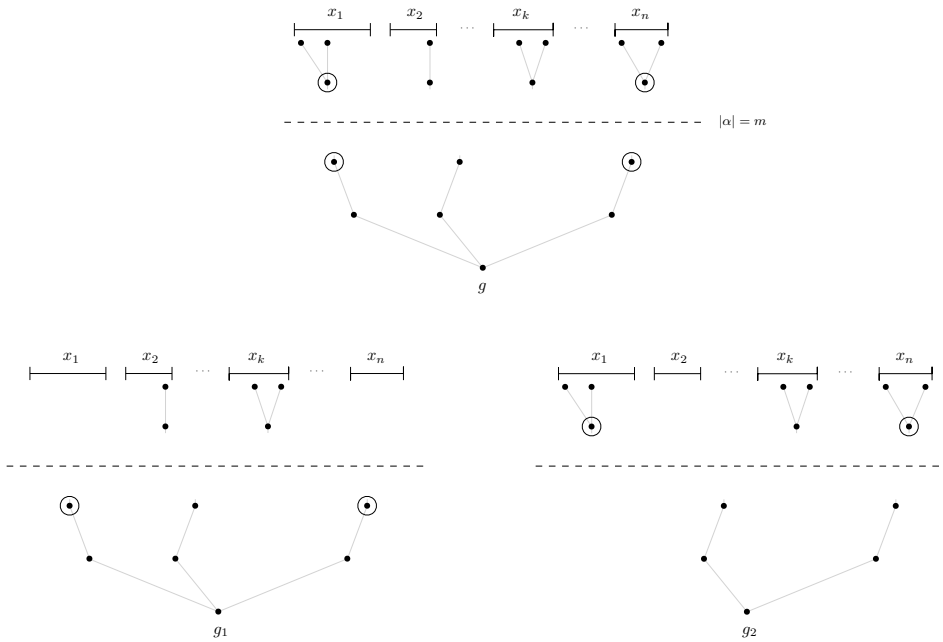 x₁ x₂ ··· xₖ ··· xₙ
|α| = m
g
x₁ x₂ ··· xₖ ··· xₙ
x₁ x₂ ··· xₖ ··· xₙ
g₁
g₂